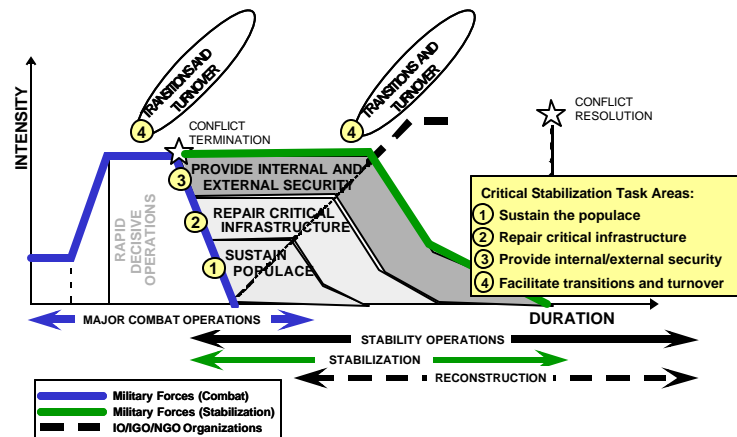 TRANSITIONS AND
TURNOVER
4
TRANSITIONS AND
TURNOVER
4
INTENSITY
CONFLICT
TERMINATION
CONFLICT
RESOLUTION
RAPID
DECISIVE
OPERATIONS
3
PROVIDE INTERNAL AND
EXTERNAL SECURITY
2
REPAIR CRITICAL
INFRASTRUCTURE
1
SUSTAIN
POPULACE
Critical Stabilization Task Areas:
1 Sustain the populace
2 Repair critical infrastructure
3 Provide internal/external security
4 Facilitate transitions and turnover
DURATION
MAJOR COMBAT OPERATIONS
STABILITY OPERATIONS
STABILIZATION
RECONSTRUCTION
Military Forces (Combat)
Military Forces (Stabilization)
IO/IGO/NGO Organizations